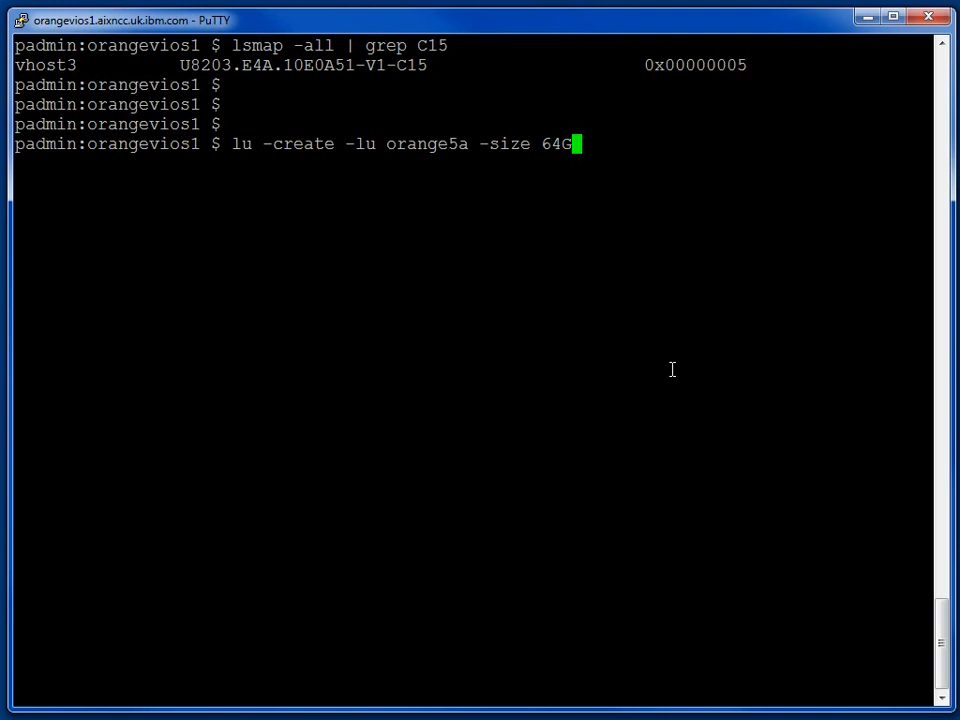 orangevios1.aixncc.uk.ibm.com - PuTTY
padmin:orangevios1 $ lsmap -all | grep C15
vhost3          U8203.E4A.10E0A51-V1-C15                     0x00000005
padmin:orangevios1 $
padmin:orangevios1 $
padmin:orangevios1 $
padmin:orangevios1 $ lu -create -lu orange5a -size 64G